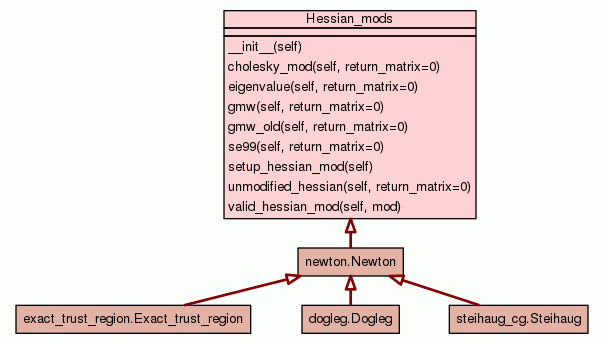 Hessian_mods
__init__(self)
cholesky_mod(self, return_matrix=0)
eigenvalue(self, return_matrix=0)
gmw(self, return_matrix=0)
gmw_old(self, return_matrix=0)
se99(self, return_matrix=0)
setup_hessian_mod(self)
unmodified_hessian(self, return_matrix=0)
valid_hessian_mod(self, mod)
newton.Newton
exact_trust_region.Exact_trust_region
dogleg.Dogleg
steihaug_cg.Steihaug